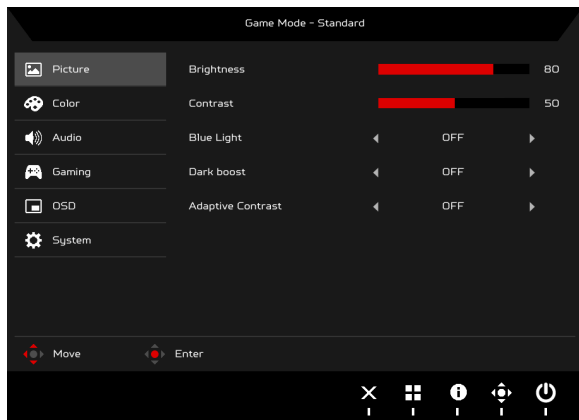 Game Mode - Standard
Picture
Brightness 80
Color
Contrast 50
Audio
Blue Light OFF
Gaming
Dark boost OFF
OSD
Adaptive Contrast OFF
System
Move Enter